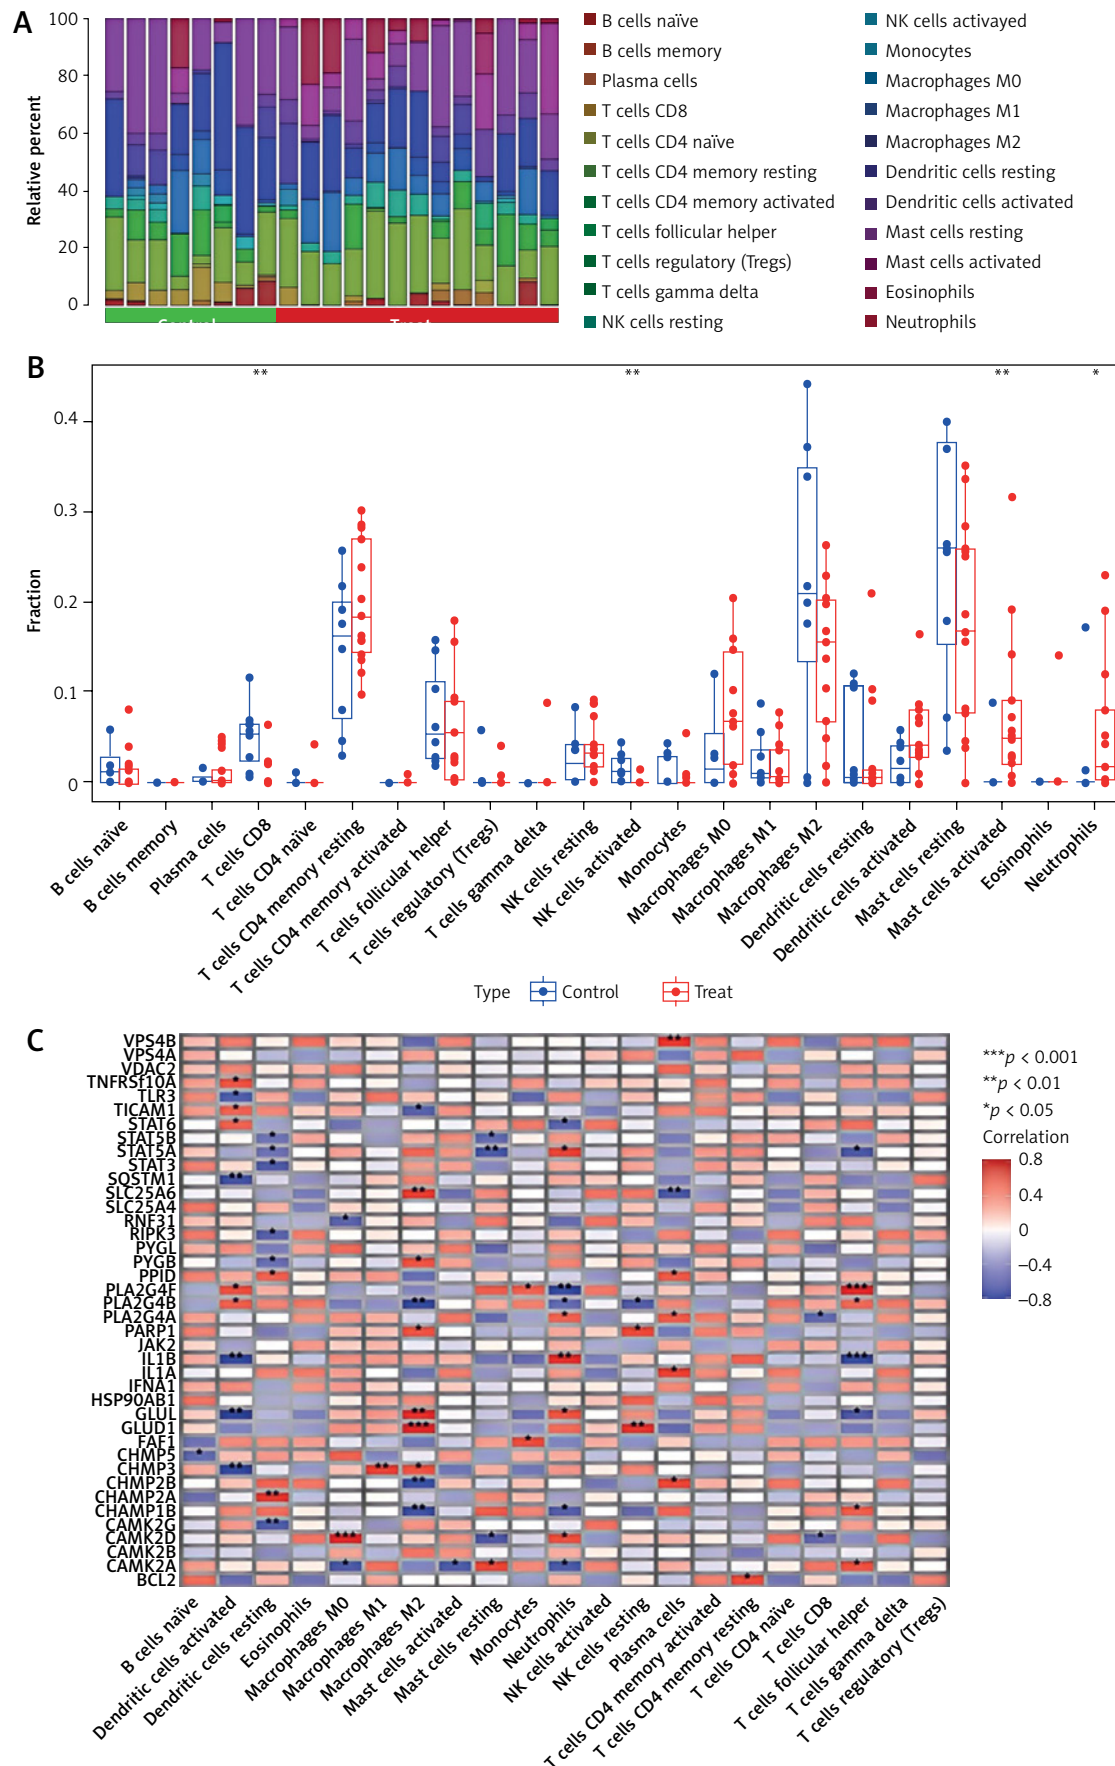 A
100
80
60
40
20
0
Relative percent
B cells naïve
B cells memory
Plasma cells
T cells CD8
T cells CD4 naïve
T cells CD4 memory resting
T cells CD4 memory activated
T cells follicular helper
T cells regulatory (Tregs)
T cells gamma delta
NK cells resting
NK cells activayed
Monocytes
Macrophages M0
Macrophages M1
Macrophages M2
Dendritic cells resting
Dendritic cells activated
Mast cells resting
Mast cells activated
Eosinophils
Neutrophils
Control
Treat
B
** ** ** *
0.4
0.3
0.2
0.1
0
Fraction
B cells naïve
B cells memory
Plasma cells
T cells CD8
T cells CD4 naïve
T cells CD4 memory resting
T cells CD4 memory activated
T cells follicular helper
T cells regulatory (Tregs)
T cells gamma delta
NK cells resting
NK cells activated
Monocytes
Macrophages M0
Macrophages M1
Macrophages M2
Dendritic cells resting
Dendritic cells activated
Mast cells resting
Mast cells activated
Eosinophils
Neutrophils
Type Control Treat
C
VPS4B
VPS4A
VDAC2
TNFRSf10A
TLR3
TICAM1
STAT6
STAT5B
STAT5A
STAT3
SQSTM1
SLC25A6
SLC25A4
RNF31
RIPK3
PYGL
PYGB
PPID
PLA2G4F
PLA2G4B
PLA2G4A
PARP1
JAK2
IL1B
IL1A
IFNA1
HSP90AB1
GLUL
GLUD1
FAF1
CHMP5
CHMP3
CHMP2B
CHAMP2A
CHAMP1B
CAMK2G
CAMK2D
CAMK2B
CAMK2A
BCL2
B cells naïve
Dendritic cells activated
Dendritic cells resting
Eosinophils
Macrophages M0
Macrophages M1
Macrophages M2
Mast cells activated
Mast cells resting
Monocytes
Neutrophils
NK cells activated
NK cells resting
Plasma cells
T cells CD4 memory activated
T cells CD4 memory resting
T cells CD4 naïve
T cells CD8
T cells follicular helper
T cells gamma delta
T cells regulatory (Tregs)
***p < 0.001
**p < 0.01
*p < 0.05
Correlation
0.8
0.4
0
−0.4
−0.8